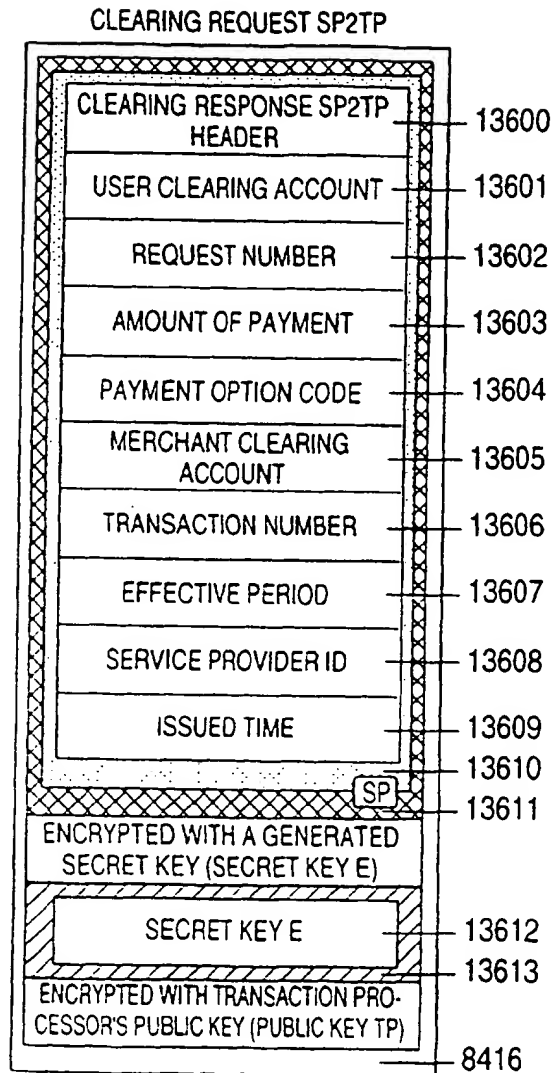 CLEARING REQUEST SP2TP
CLEARING RESPONSE SP2TP
HEADER
13600
USER CLEARING ACCOUNT
13601
REQUEST NUMBER
13602
AMOUNT OF PAYMENT
13603
PAYMENT OPTION CODE
13604
MERCHANT CLEARING
ACCOUNT
13605
TRANSACTION NUMBER
13606
EFFECTIVE PERIOD
13607
SERVICE PROVIDER ID
13608
ISSUED TIME
13609
13610
SP
13611
ENCRYPTED WITH A GENERATED
SECRET KEY (SECRET KEY E)
SECRET KEY E
13612
13613
ENCRYPTED WITH TRANSACTION PRO-
CESSOR'S PUBLIC KEY (PUBLIC KEY TP)
8416